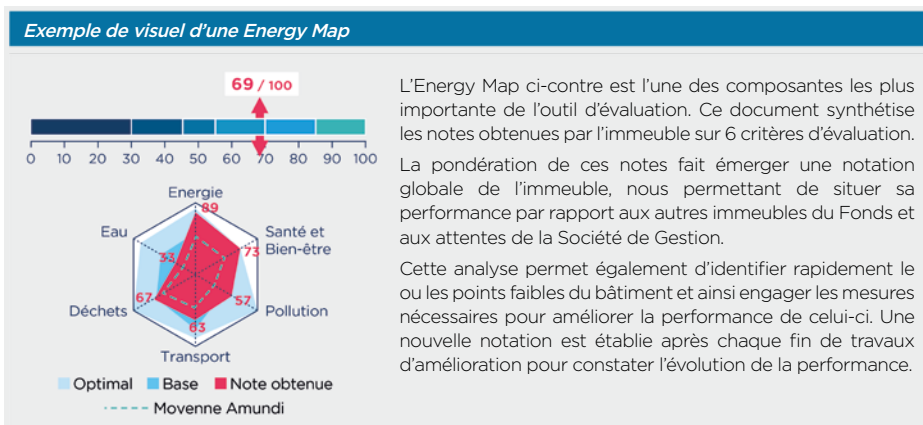 Exemple de visuel d'une Energy Map
69 / 100
0 10 20 30 40 50 60 70 80 90 100
Energie
89
Eau
Santé et
Bien-être
33
73
67
57
Déchets
Pollution
63
Transport
Optimal Base Note obtenue
Movenne Amundi
L'Energy Map ci-contre est l'une des composantes les plus
importante de l'outil d'évaluation. Ce document synthétise
les notes obtenues par l'immeuble sur 6 critères d'évaluation.
La pondération de ces notes fait émerger une notation
globale de l'immeuble, nous permettant de situer sa
performance par rapport aux autres immeubles du Fonds et
aux attentes de la Société de Gestion.
Cette analyse permet également d'identifier rapidement le
ou les points faibles du bâtiment et ainsi engager les mesures
nécessaires pour améliorer la performance de celui-ci. Une
nouvelle notation est établie après chaque fin de travaux
d'amélioration pour constater l'évolution de la performance.